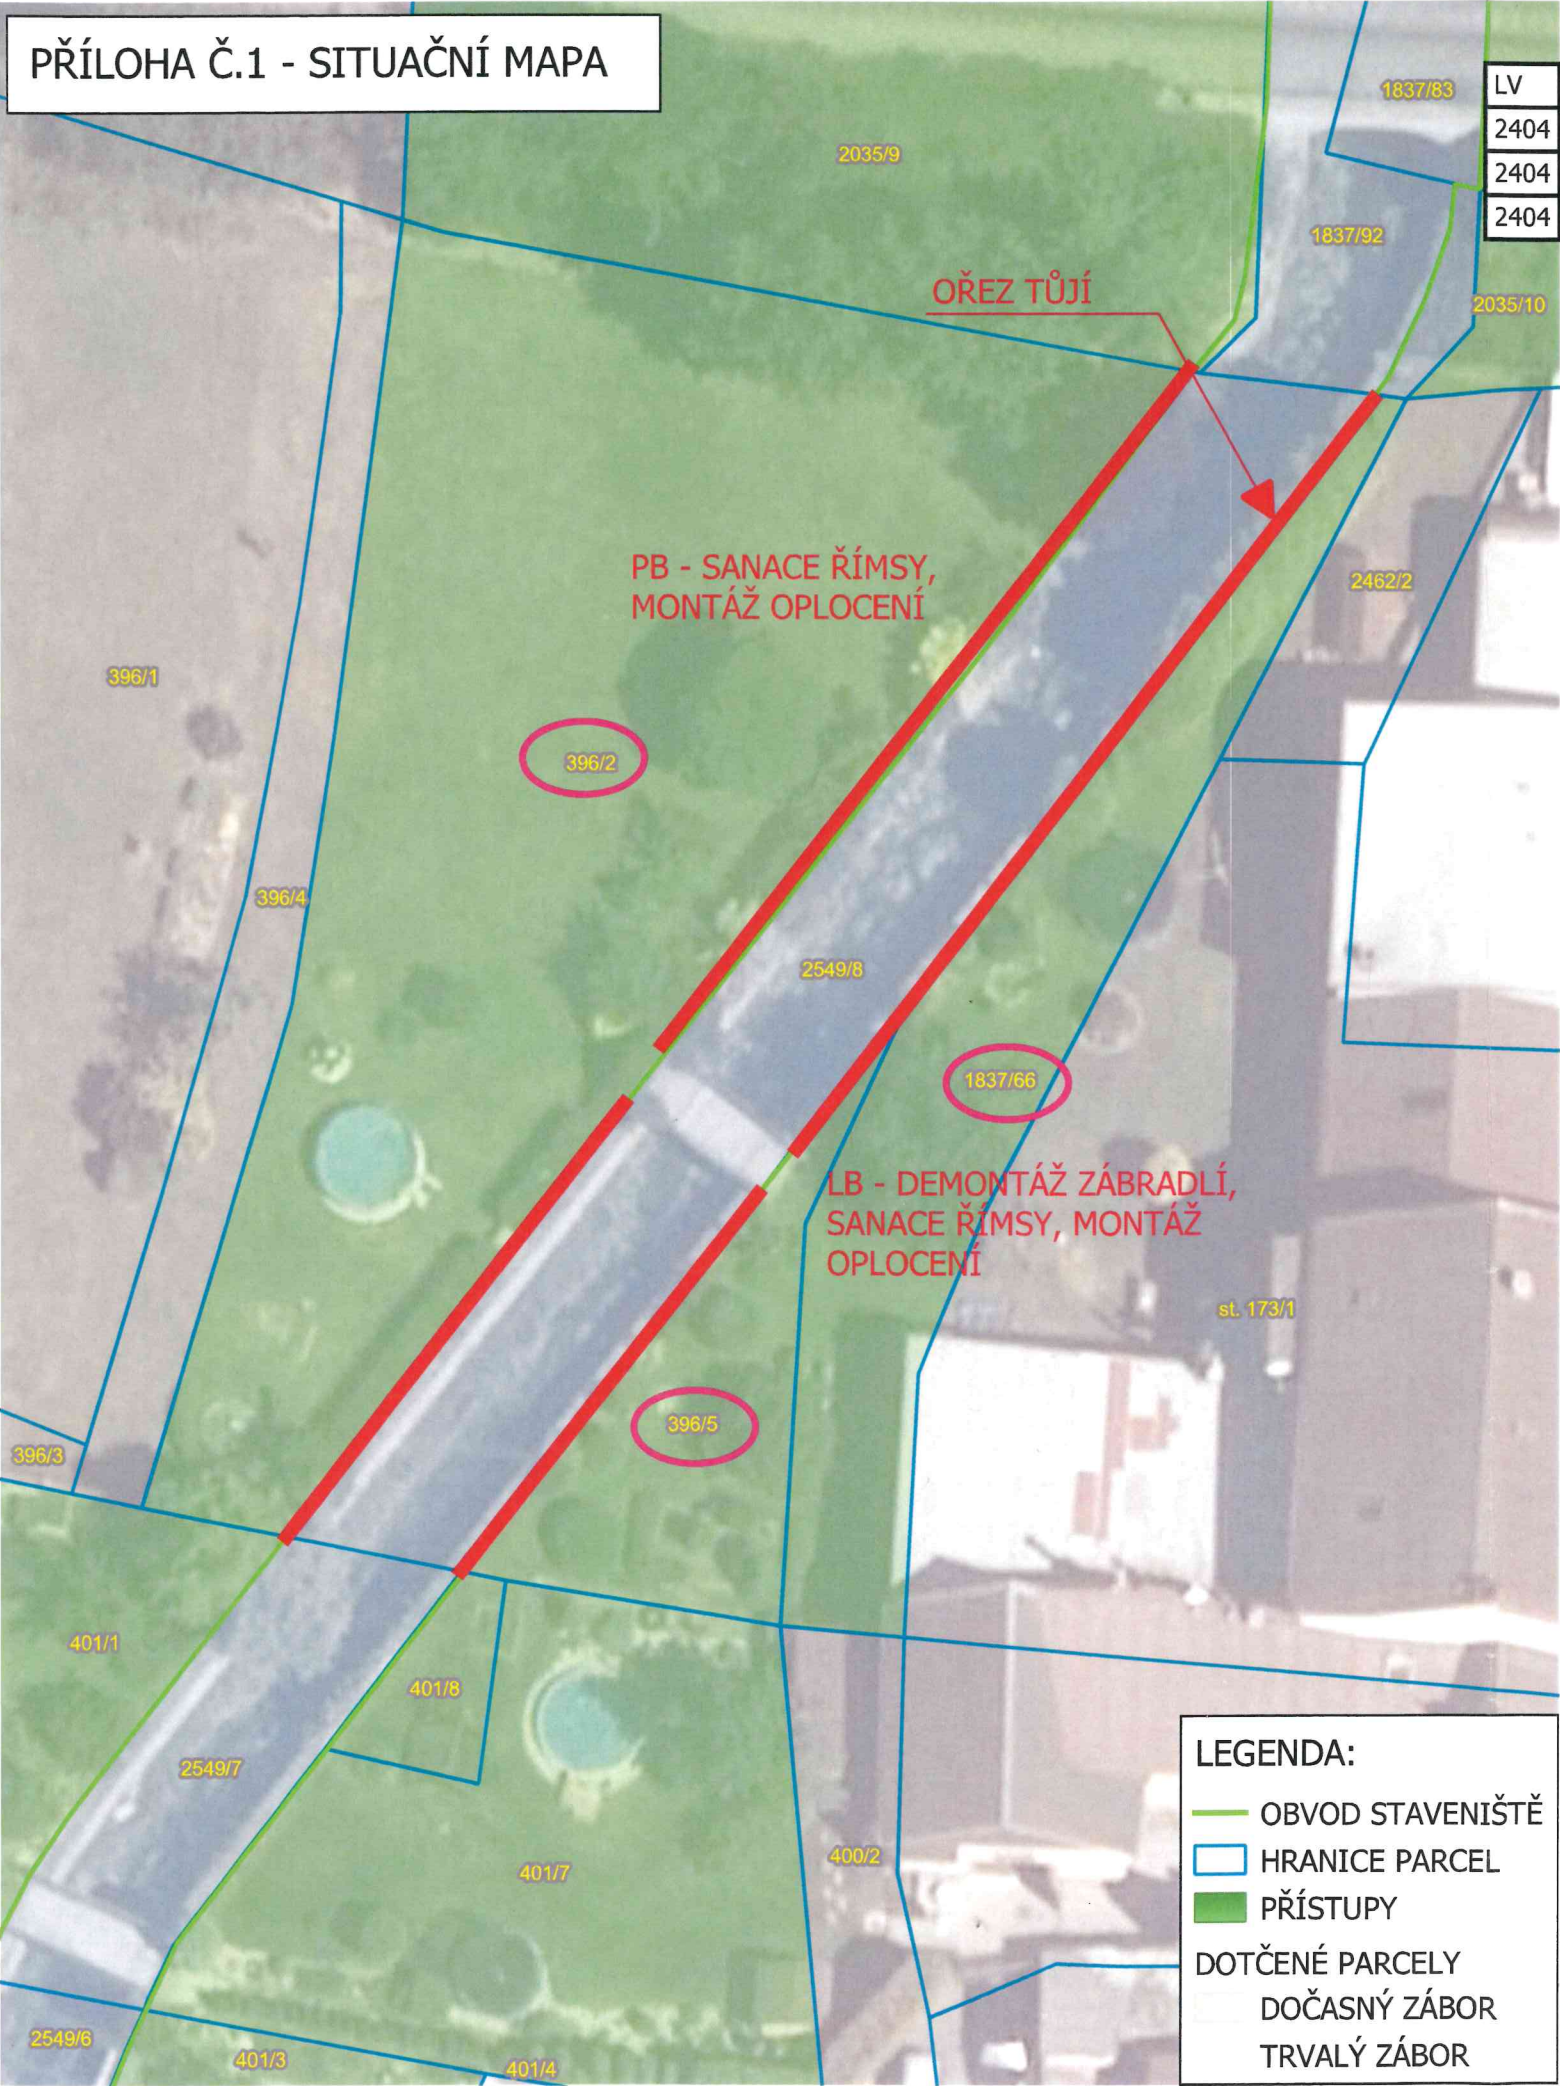 PŘÍLOHA Č.1 - SITUAČNÍ MAPA
1837/83
LV
2404
2404
2404
2035/9
1837/92
2035/10
OŘEZ TŮJÍ
PB - SANACE ŘÍMSY,
MONTÁŽ OPLOCENÍ
2462/2
396/1
396/2
396/4
2549/8
1837/66
LB - DEMONTÁŽ ZÁBRADLÍ,
SANACE ŘÍMSY, MONTÁŽ
OPLOCENÍ
st. 173/1
396/5
396/3
401/1
401/8
2549/7
401/7
400/2
2549/6
401/3
401/4
LEGENDA:
OBVOD STAVENIŠTĚ
HRANICE PARCEL
PŘÍSTUPY
DOTČENÉ PARCELY
DOČASNÝ ZÁBOR
TRVALÝ ZÁBOR